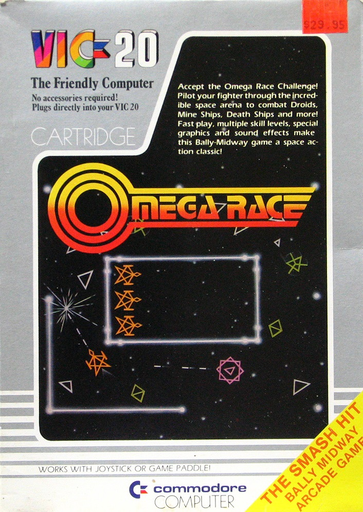 $29.95
VIC-20
The Friendly Computer
No accessories required!
Plugs directly into your VIC 20
CARTRIDGE
Accept the Omega Race Challenge!
Pilot your fighter through the incred-
ible space arena to combat Droids,
Mine Ships, Death Ships and more!
Fast play, multiple skill levels, special
graphics and sound effects make
this Bally-Midway game a space ac-
tion classic!
OMEGA RACE
WORKS WITH JOYSTICK OR GAME PADDLE!
commodore
COMPUTER
THE SMASH HIT
BALLY MIDWAY
ARCADE GAME